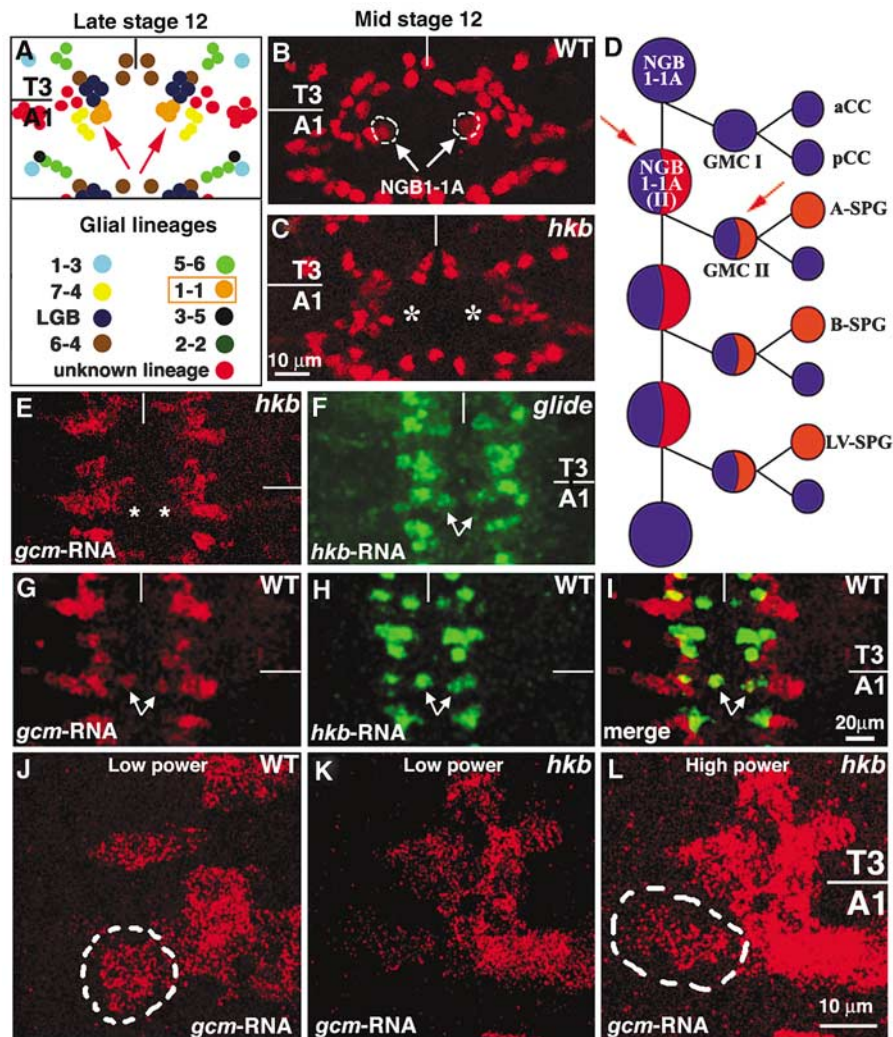 Late stage 12
Mid stage 12
A
T3
A1
B
WT
NGB1-1A
C
hkb
T3
A1
10 μm
Glial lineages
1-3
5-6
7-4
1-1
LGB
3-5
6-4
2-2
unknown lineage
D
NGB
1-1A
aCC
GMC I
pCC
NGB
1-1A
(II)
A-SPG
GMC II
B-SPG
LV-SPG
E
hkb
* *
gcm-RNA
F
glide
T3
A1
hkb-RNA
G
WT
gcm-RNA
H
WT
hkb-RNA
I
WT
T3
A1
merge
20μm
J
Low power
WT
gcm-RNA
K
Low power
hkb
gcm-RNA
L
High power
hkb
T3
A1
gcm-RNA
10 μm